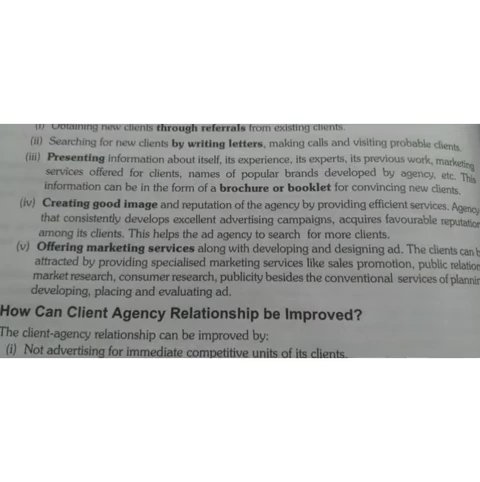 (i) Obtaining new clients through referrals from existing clients.
(ii) Searching for new clients by writing letters, making calls and visiting probable clients.
(iii) Presenting information about itself, its experience, its experts, its previous work, marketing
services offered for clients, names of popular brands developed by agency, etc. This
information can be in the form of a brochure or booklet for convincing new clients.
(iv) Creating good image and reputation of the agency by providing efficient services. Agency
that consistently develops excellent advertising campaigns, acquires favourable reputation
among its clients. This helps the ad agency to search for more clients.
(v) Offering marketing services along with developing and designing ad. The clients can b
attracted by providing specialised marketing services like sales promotion, public relation
market research, consumer research, publicity besides the conventional services of plannin
developing, placing and evaluating ad.
How Can Client Agency Relationship be Improved?
The client-agency relationship can be improved by:
(i) Not advertising for immediate competitive units of its clients.